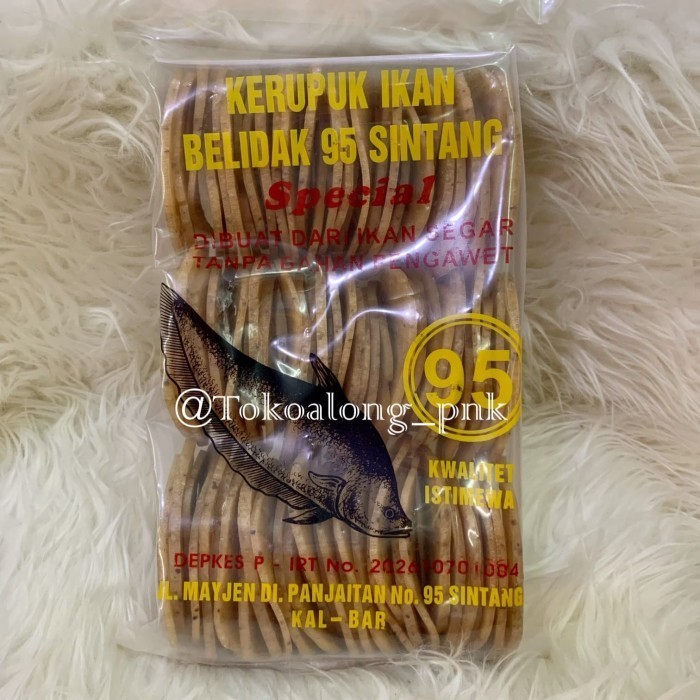 KERUPUK IKAN
BELIDAK 95 SINTANG
Special
DIBUAT DARI IKAN SEGAR
TANPA BAHAN PENGAWET
95
@Tokoalong_pnk
KWALITET
ISTIMEWA
DEPKES P - IRT No.
JL. MAYJEN DI. PANJAITAN No. 95 SINTANG
KAL - BAR